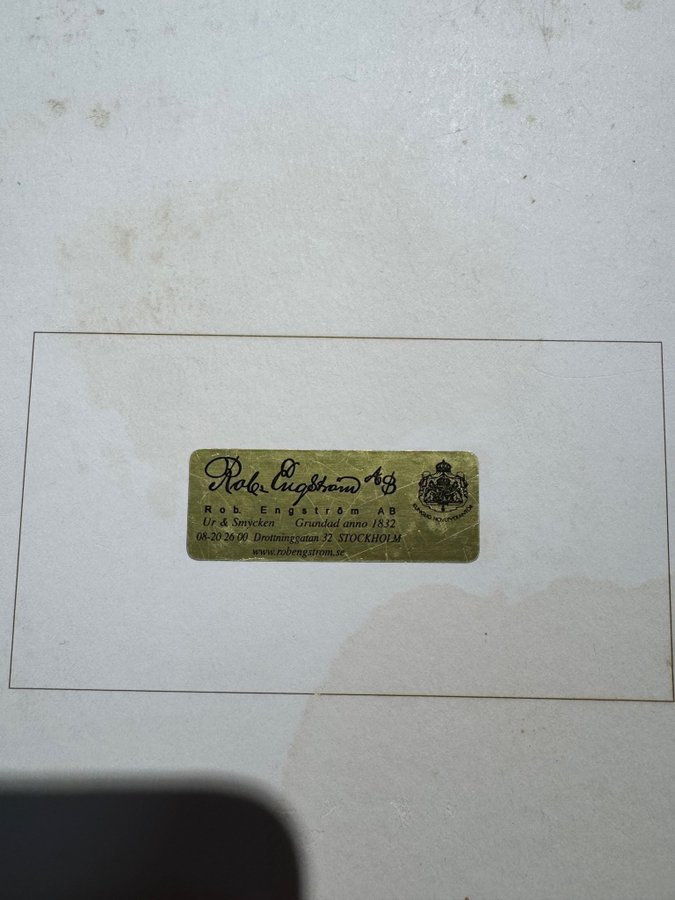 Rob. Engström AB
Rob. Engström AB
Ur & Smycken Grundad anno 1832
08-20 26 00 Drottninggatan 32 STOCKHOLM
www.robengstrom.se